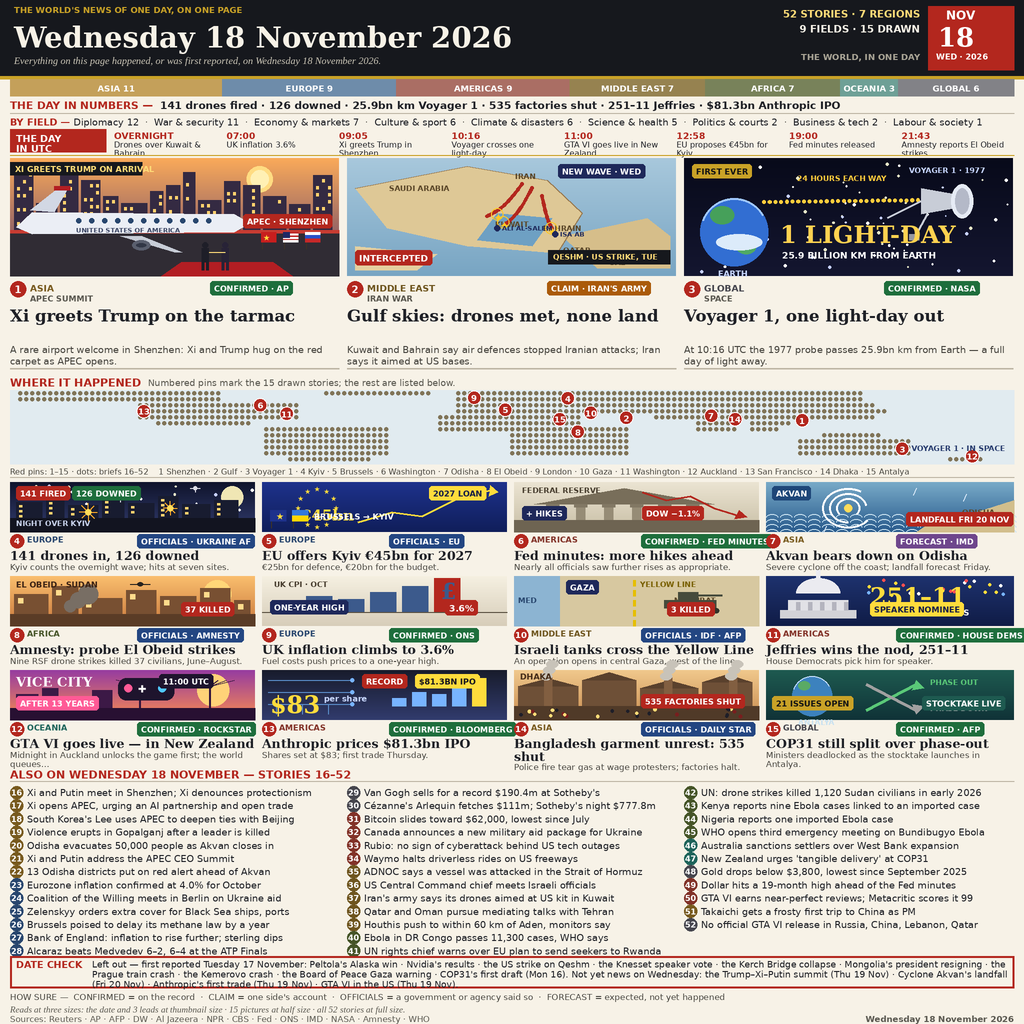 THE WORLD'S NEWS OF ONE DAY, ON ONE PAGE
Wednesday 18 November 2026
Everything on this page happened, or was first reported, on Wednesday 18 November 2026.
52 STORIES · 7 REGIONS
9 FIELDS · 15 DRAWN
THE WORLD, IN ONE DAY
NOV
18
WED · 2026
ASIA 11
EUROPE 9
AMERICAS 9
MIDDLE EAST 7
AFRICA 7
OCEANIA 3
GLOBAL 6
THE DAY IN NUMBERS — 141 drones fired · 126 downed · 25.9bn km Voyager 1 · 535 factories shut · 251–11 Jeffries · $81.3bn Anthropic IPO
BY FIELD — Diplomacy 12 · War & security 11 · Economy & markets 7 · Culture & sport 6 · Climate & disasters 6 · Science & health 5 · Politics & courts 2 · Business & tech 2 · Labour & society 1
THE DAY
IN UTC
OVERNIGHT
Drones over Kuwait &
Bahrain
07:00
UK inflation 3.6%
09:05
Xi greets Trump in
Shenzhen
10:16
Voyager crosses one
light-day
11:00
GTA VI goes live in New
Zealand
12:58
EU proposes €45bn for
Kyiv
19:00
Fed minutes released
21:43
Amnesty reports El Obeid
strikes
XI GREETS TRUMP ON ARRIVAL
UNITED STATES OF AMERICA
APEC · SHENZHEN
SAUDI ARABIA
IRAN
NEW WAVE · WED
KUWAIT
ALI AL-SALEM
BAHRAIN
ISA AB
QATAR
INTERCEPTED
QESHM · US STRIKE, TUE
FIRST EVER
24 HOURS EACH WAY
VOYAGER 1 · 1977
1 LIGHT-DAY
25.9 BILLION KM FROM EARTH
EARTH
1 ASIA
APEC SUMMIT
CONFIRMED · AP
Xi greets Trump on the tarmac
A rare airport welcome in Shenzhen: Xi and Trump hug on the red
carpet as APEC opens.
2 MIDDLE EAST
IRAN WAR
CLAIM · IRAN'S ARMY
Gulf skies: drones met, none land
Kuwait and Bahrain say air defences stopped Iranian attacks; Iran
says it aimed at US bases.
3 GLOBAL
SPACE
CONFIRMED · NASA
Voyager 1, one light-day out
At 10:16 UTC the 1977 probe passes 25.9bn km from Earth — a full
day of light away.
WHERE IT HAPPENED Numbered pins mark the 15 drawn stories; the rest are listed below.
13
6
11
9
5
4
15
10
8
2
7
14
1
3
VOYAGER 1 · IN SPACE
12
Red pins: 1–15 · dots: briefs 16–52 1 Shenzhen · 2 Gulf · 3 Voyager 1 · 4 Kyiv · 5 Brussels · 6 Washington · 7 Odisha · 8 El Obeid · 9 London · 10 Gaza · 11 Washington · 12 Auckland · 13 San Francisco · 14 Dhaka · 15 Antalya
141 FIRED
126 DOWNED
NIGHT OVER KYIV
4 EUROPE
OFFICIALS · UKRAINE AF
141 drones in, 126 downed
Kyiv counts the overnight wave; hits at seven sites.
2027 LOAN
BRUSSELS → KYIV
5 EUROPE
OFFICIALS · EU
EU offers Kyiv €45bn for 2027
€25bn for defence, €20bn for the budget.
FEDERAL RESERVE
+ HIKES
DOW −1.1%
6 AMERICAS
CONFIRMED · FED MINUTES
Fed minutes: more hikes ahead
Nearly all officials saw further rises as appropriate.
AKVAN
ODISHA
LANDFALL FRI 20 NOV
7 ASIA
FORECAST · IMD
Akvan bears down on Odisha
Severe cyclone off the coast; landfall forecast Friday.
EL OBEID · SUDAN
37 KILLED
8 AFRICA
OFFICIALS · AMNESTY
Amnesty: probe El Obeid strikes
Nine RSF drone strikes killed 37 civilians, June–August.
UK CPI · OCT
ONE-YEAR HIGH
£
3.6%
9 EUROPE
CONFIRMED · ONS
UK inflation climbs to 3.6%
Fuel costs push prices to a one-year high.
MED
GAZA
YELLOW LINE
3 KILLED
10 MIDDLE EAST
OFFICIALS · IDF · AFP
Israeli tanks cross the Yellow Line
An operation opens in central Gaza, west of the line.
251–11
SPEAKER NOMINEE
11 AMERICAS
CONFIRMED · HOUSE DEMS
Jeffries wins the nod, 251–11
House Democrats pick him for speaker.
VICE CITY
11:00 UTC
AFTER 13 YEARS
12 OCEANIA
CONFIRMED · ROCKSTAR
GTA VI goes live — in New Zealand
Midnight in Auckland unlocks the game first; the world
queues…
RECORD
$81.3BN IPO
$83 per share
13 AMERICAS
CONFIRMED · BLOOMBERG
Anthropic prices $81.3bn IPO
Shares set at $83; first trade Thursday.
DHAKA
535 FACTORIES SHUT
14 ASIA
OFFICIALS · DAILY STAR
Bangladesh garment unrest: 535
shut
Police fire tear gas at wage protesters; factories halt.
PHASE OUT
21 ISSUES OPEN
STOCKTAKE LIVE
15 GLOBAL
CONFIRMED · AFP
COP31 still split over phase-out
Ministers deadlocked as the stocktake launches in
Antalya.
ALSO ON WEDNESDAY 18 NOVEMBER — STORIES 16–52
16 Xi and Putin meet in Shenzhen; Xi denounces protectionism
17 Xi opens APEC, urging an AI partnership and open trade
18 South Korea's Lee uses APEC to deepen ties with Beijing
19 Violence erupts in Gopalganj after a leader is killed
20 Odisha evacuates 50,000 people as Akvan closes in
21 Xi and Putin address the APEC CEO Summit
22 13 Odisha districts put on red alert ahead of Akvan
23 Eurozone inflation confirmed at 4.0% for October
24 Coalition of the Willing meets in Berlin on Ukraine aid
25 Zelenskyy orders extra cover for Black Sea ships, ports
26 Brussels poised to delay its methane law by a year
27 Bank of England: inflation to rise further; sterling dips
28 Alcaraz beats Medvedev 6–2, 6–4 at the ATP Finals
29 Van Gogh sells for a record $190.4m at Sotheby's
30 Cézanne's Arlequin fetches $111m; Sotheby's night $777.8m
31 Bitcoin slides toward $62,000, lowest since July
32 Canada announces a new military aid package for Ukraine
33 Rubio: no sign of cyberattack behind US tech outages
34 Waymo halts driverless rides on US freeways
35 ADNOC says a vessel was attacked in the Strait of Hormuz
36 US Central Command chief meets Israeli officials
37 Iran's army says its drones aimed at US kit in Kuwait
38 Qatar and Oman pursue mediating talks with Tehran
39 Houthis push to within 60 km of Aden, monitors say
40 Ebola in DR Congo passes 11,300 cases, WHO says
41 UN rights chief warns over EU plan to send seekers to Rwanda
42 UN: drone strikes killed 1,120 Sudan civilians in early 2026
43 Kenya reports nine Ebola cases linked to an imported case
44 Nigeria reports one imported Ebola case
45 WHO opens third emergency meeting on Bundibugyo Ebola
46 Australia sanctions settlers over West Bank expansion
47 New Zealand urges 'tangible delivery' at COP31
48 Gold drops below $3,800, lowest since September 2025
49 Dollar hits a 19-month high ahead of the Fed minutes
50 GTA VI earns near-perfect reviews; Metacritic scores it 99
51 Takaichi gets a frosty first trip to China as PM
52 No official GTA VI release in Russia, China, Lebanon, Qatar
DATE CHECK Left out — first reported Tuesday 17 November: Peltola's Alaska win · Nvidia's results · the US strike on Qeshm · the Knesset speaker vote · the Kerch Bridge collapse · Mongolia's president resigning · the
Prague train crash · the Kemerovo crash · the Board of Peace Gaza warning · COP31's first draft (Mon 16). Not yet news on Wednesday: the Trump–Xi–Putin summit (Thu 19 Nov) · Cyclone Akvan's landfall
(Fri 20 Nov) · Anthropic's first trade (Thu 19 Nov) · GTA VI in the US (Thu 19 Nov).
HOW SURE — CONFIRMED = on the record · CLAIM = one side's account · OFFICIALS = a government or agency said so · FORECAST = expected, not yet happened
Reads at three sizes: the date and 3 leads at thumbnail size · 15 pictures at half size · all 52 stories at full size.
Sources: Reuters · AP · AFP · DW · Al Jazeera · NPR · CBS · Fed · ONS · IMD · NASA · Amnesty · WHO
Wednesday 18 November 2026